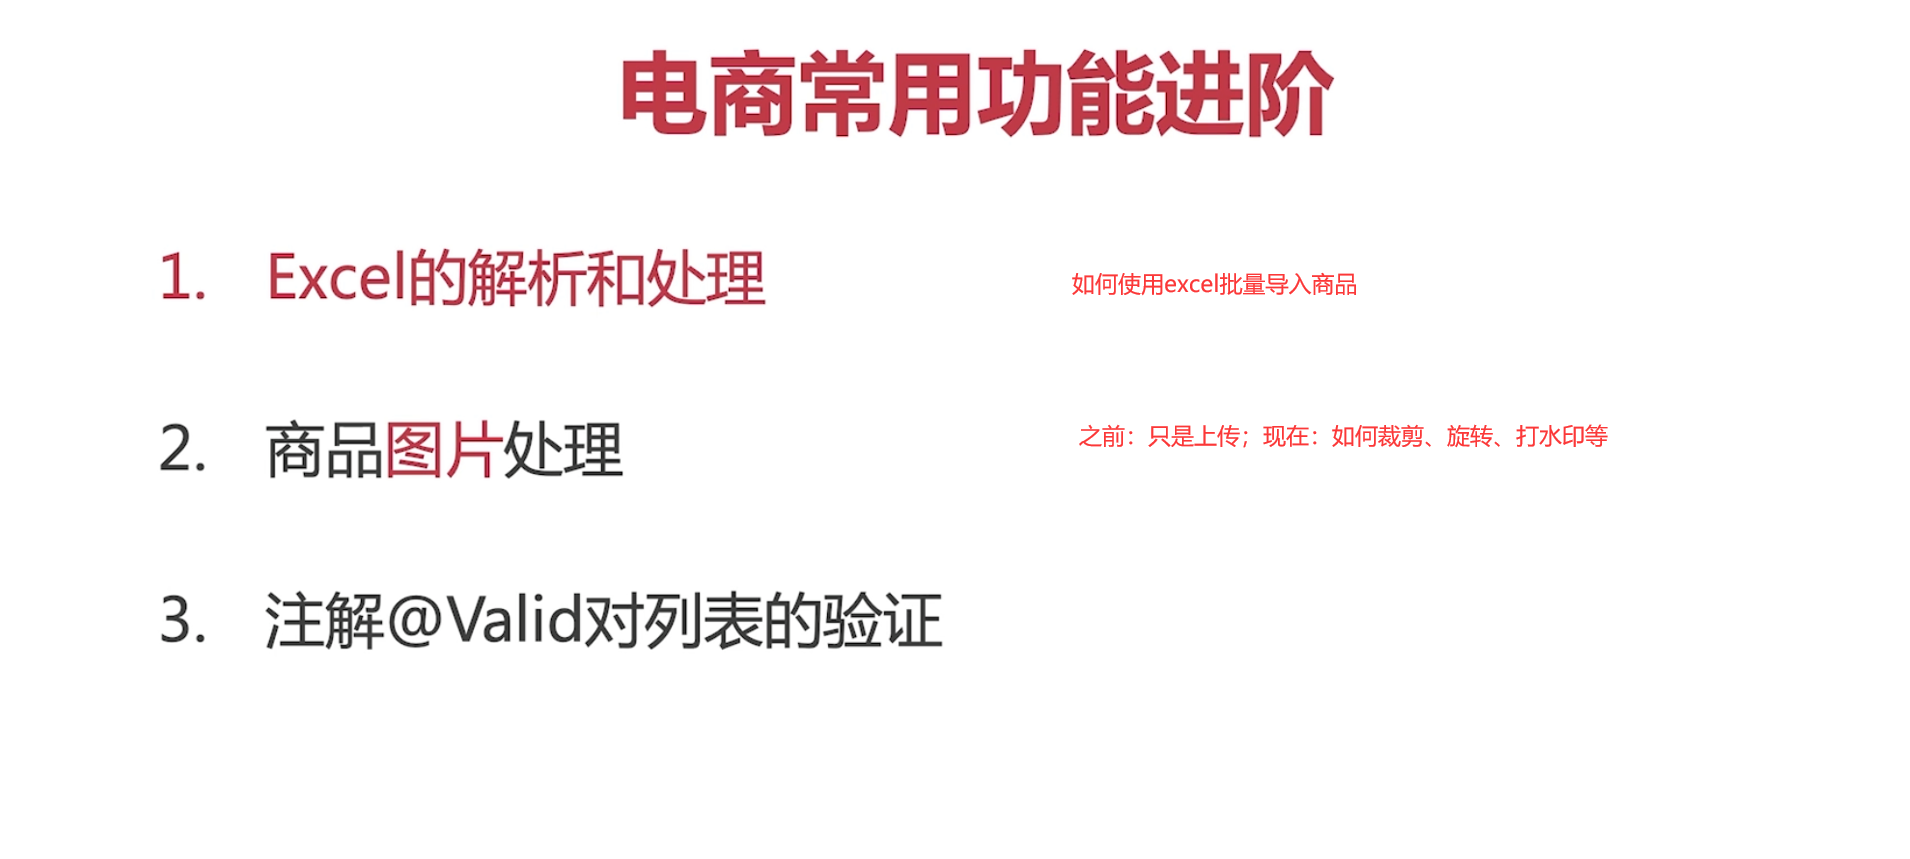 电商常用功能进阶
1. Excel的解析和处理
如何使用excel批量导入商品
2. 商品图片处理
之前：只是上传；现在：如何裁剪、旋转、打水印等
3. 注解@Valid对列表的验证